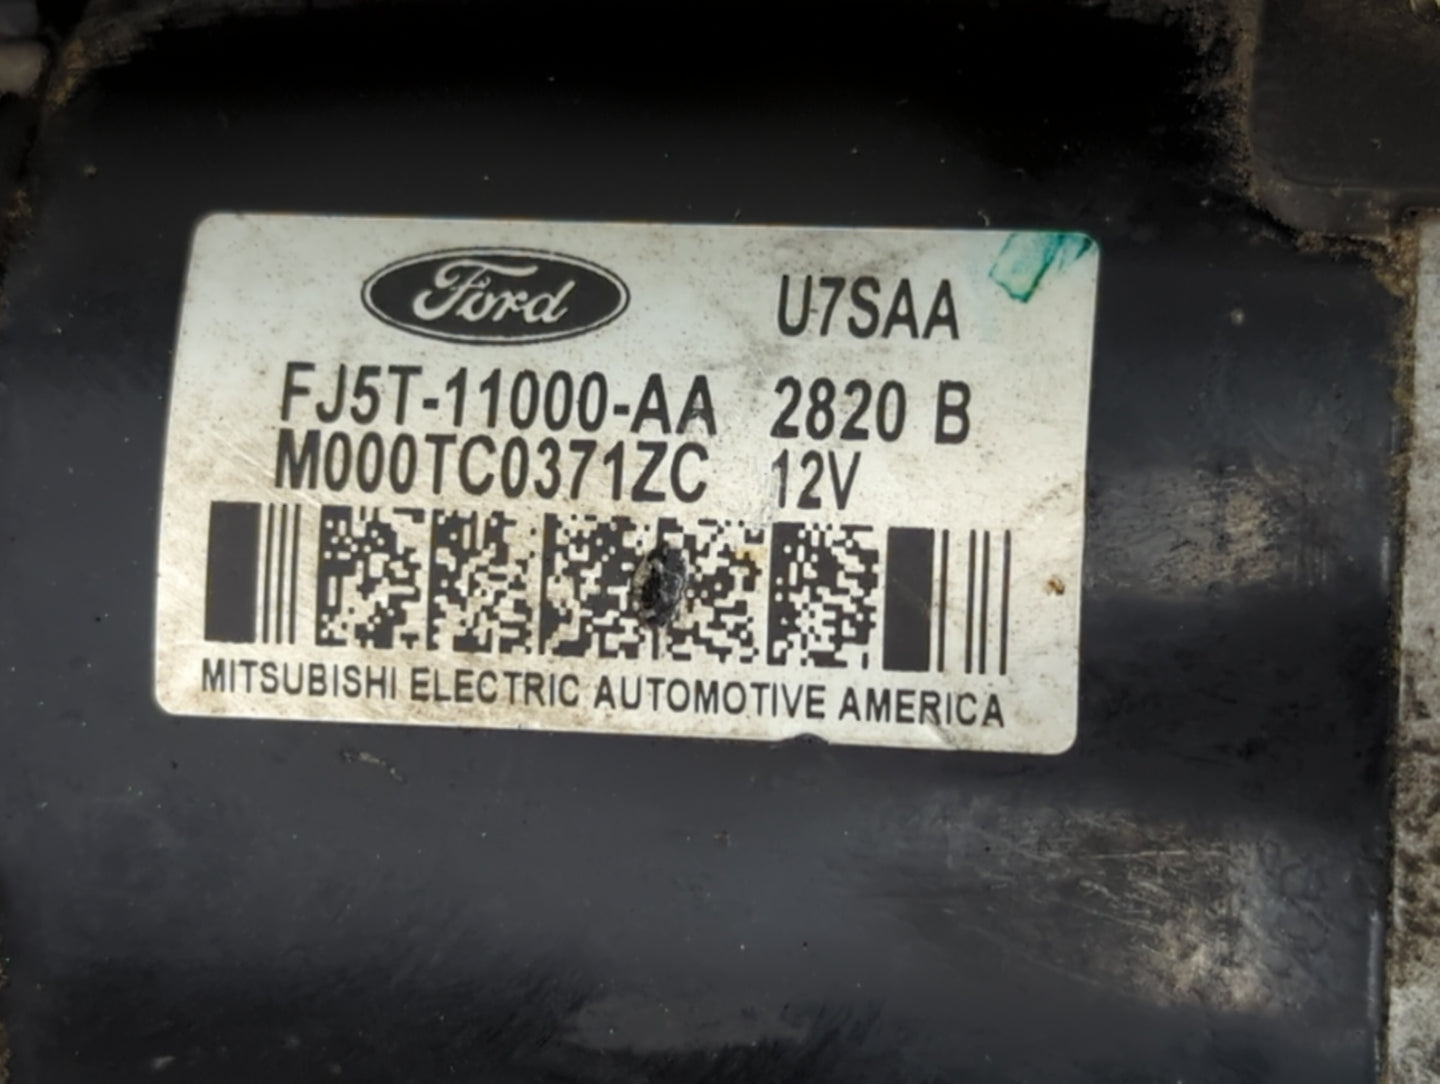 Ford U7SAA
FJ5T-11000-AA 2820 B
M000TC0371ZC 12V
MITSUBISHI ELECTRIC AUTOMOTIVE AMERICA